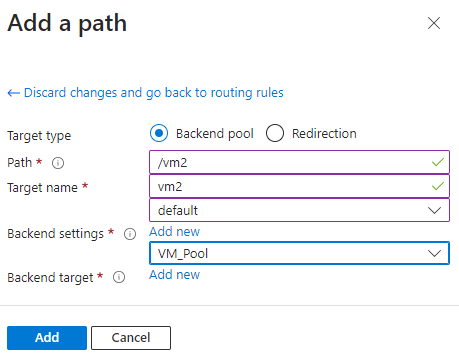 Add a path
← Discard changes and go back to routing rules
Target type
Backend pool
Redirection
Path *
/vm2
Target name *
vm2
default
Backend settings *
Add new
VM_Pool
Backend target *
Add new
Add
Cancel